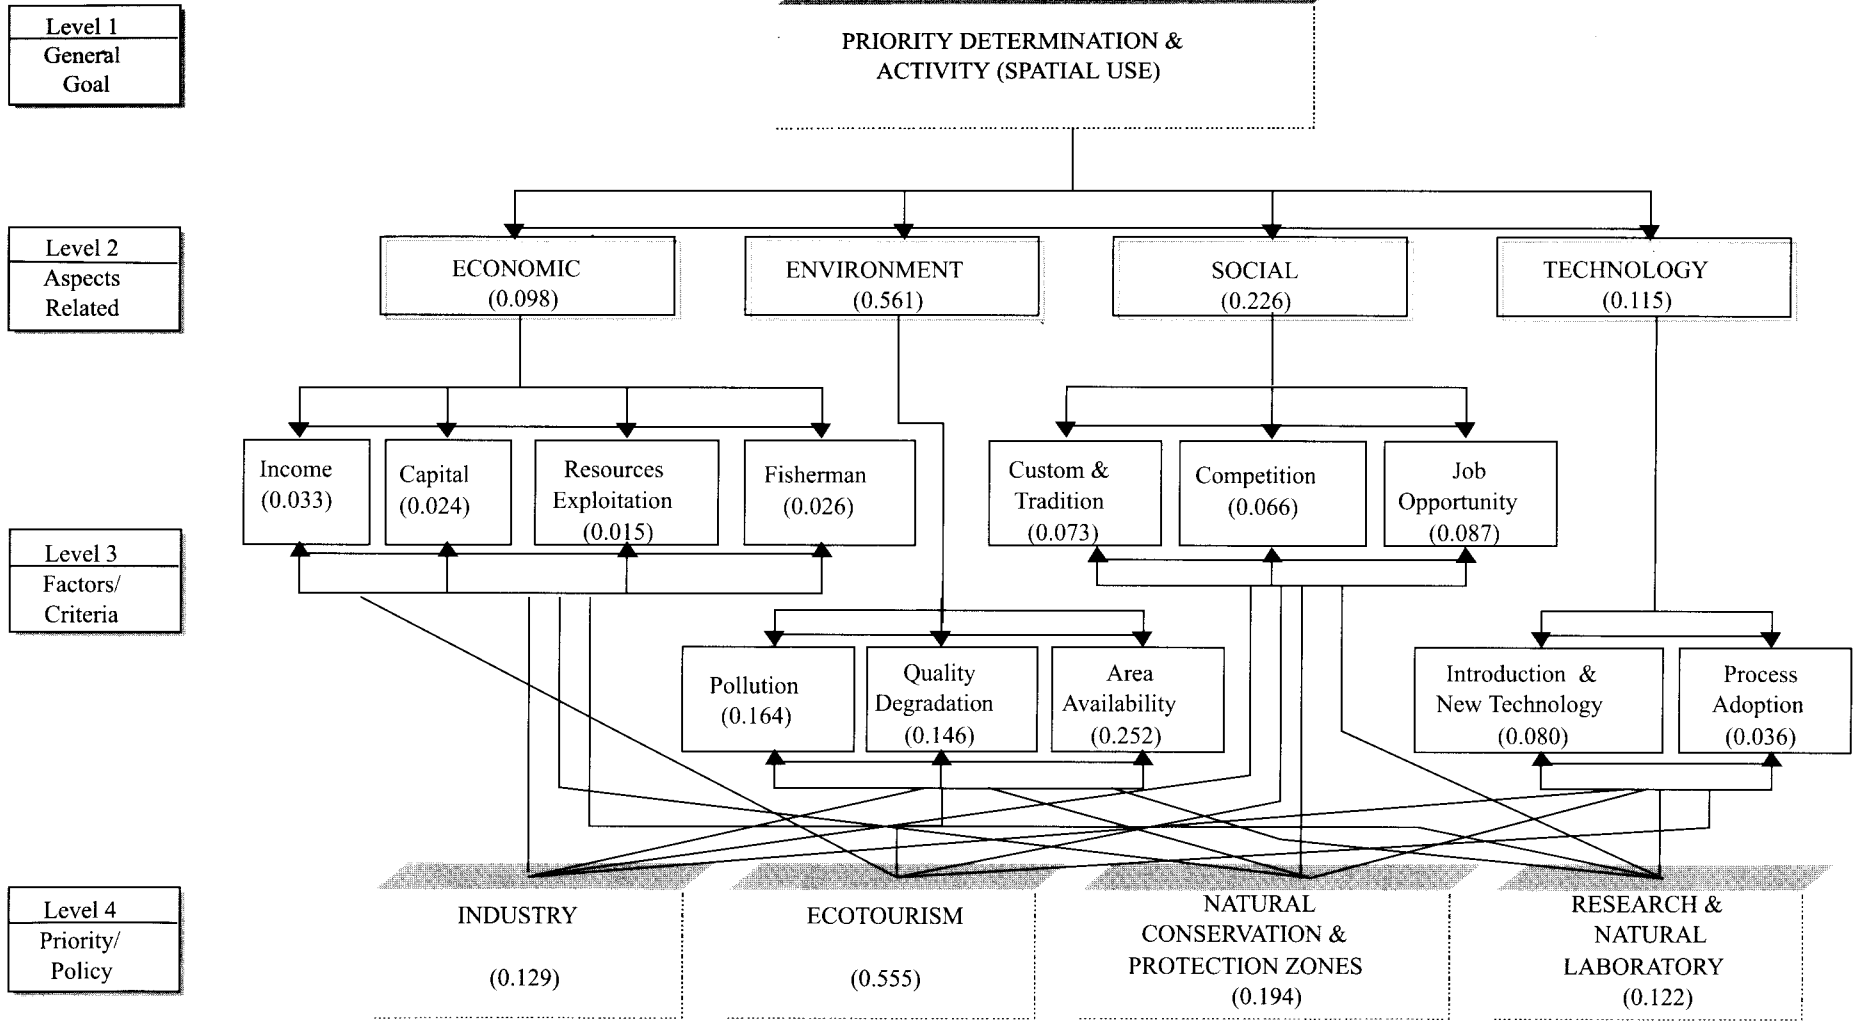 Level 1
General
Goal
PRIORITY DETERMINATION &
ACTIVITY (SPATIAL USE)
Level 2
Aspects
Related
ECONOMIC
(0.098)
ENVIRONMENT
(0.561)
SOCIAL
(0.226)
TECHNOLOGY
(0.115)
Level 3
Factors/
Criteria
Income
(0.033)
Capital
(0.024)
Resources
Exploitation
(0.015)
Fisherman
(0.026)
Custom &
Tradition
(0.073)
Competition
(0.066)
Job
Opportunity
(0.087)
Pollution
(0.164)
Quality
Degradation
(0.146)
Area
Availability
(0.252)
Introduction &
New Technology
(0.080)
Process
Adoption
(0.036)
Level 4
Priority/
Policy
INDUSTRY
(0.129)
ECOTOURISM
(0.555)
NATURAL
CONSERVATION &
PROTECTION ZONES
(0.194)
RESEARCH &
NATURAL
LABORATORY
(0.122)